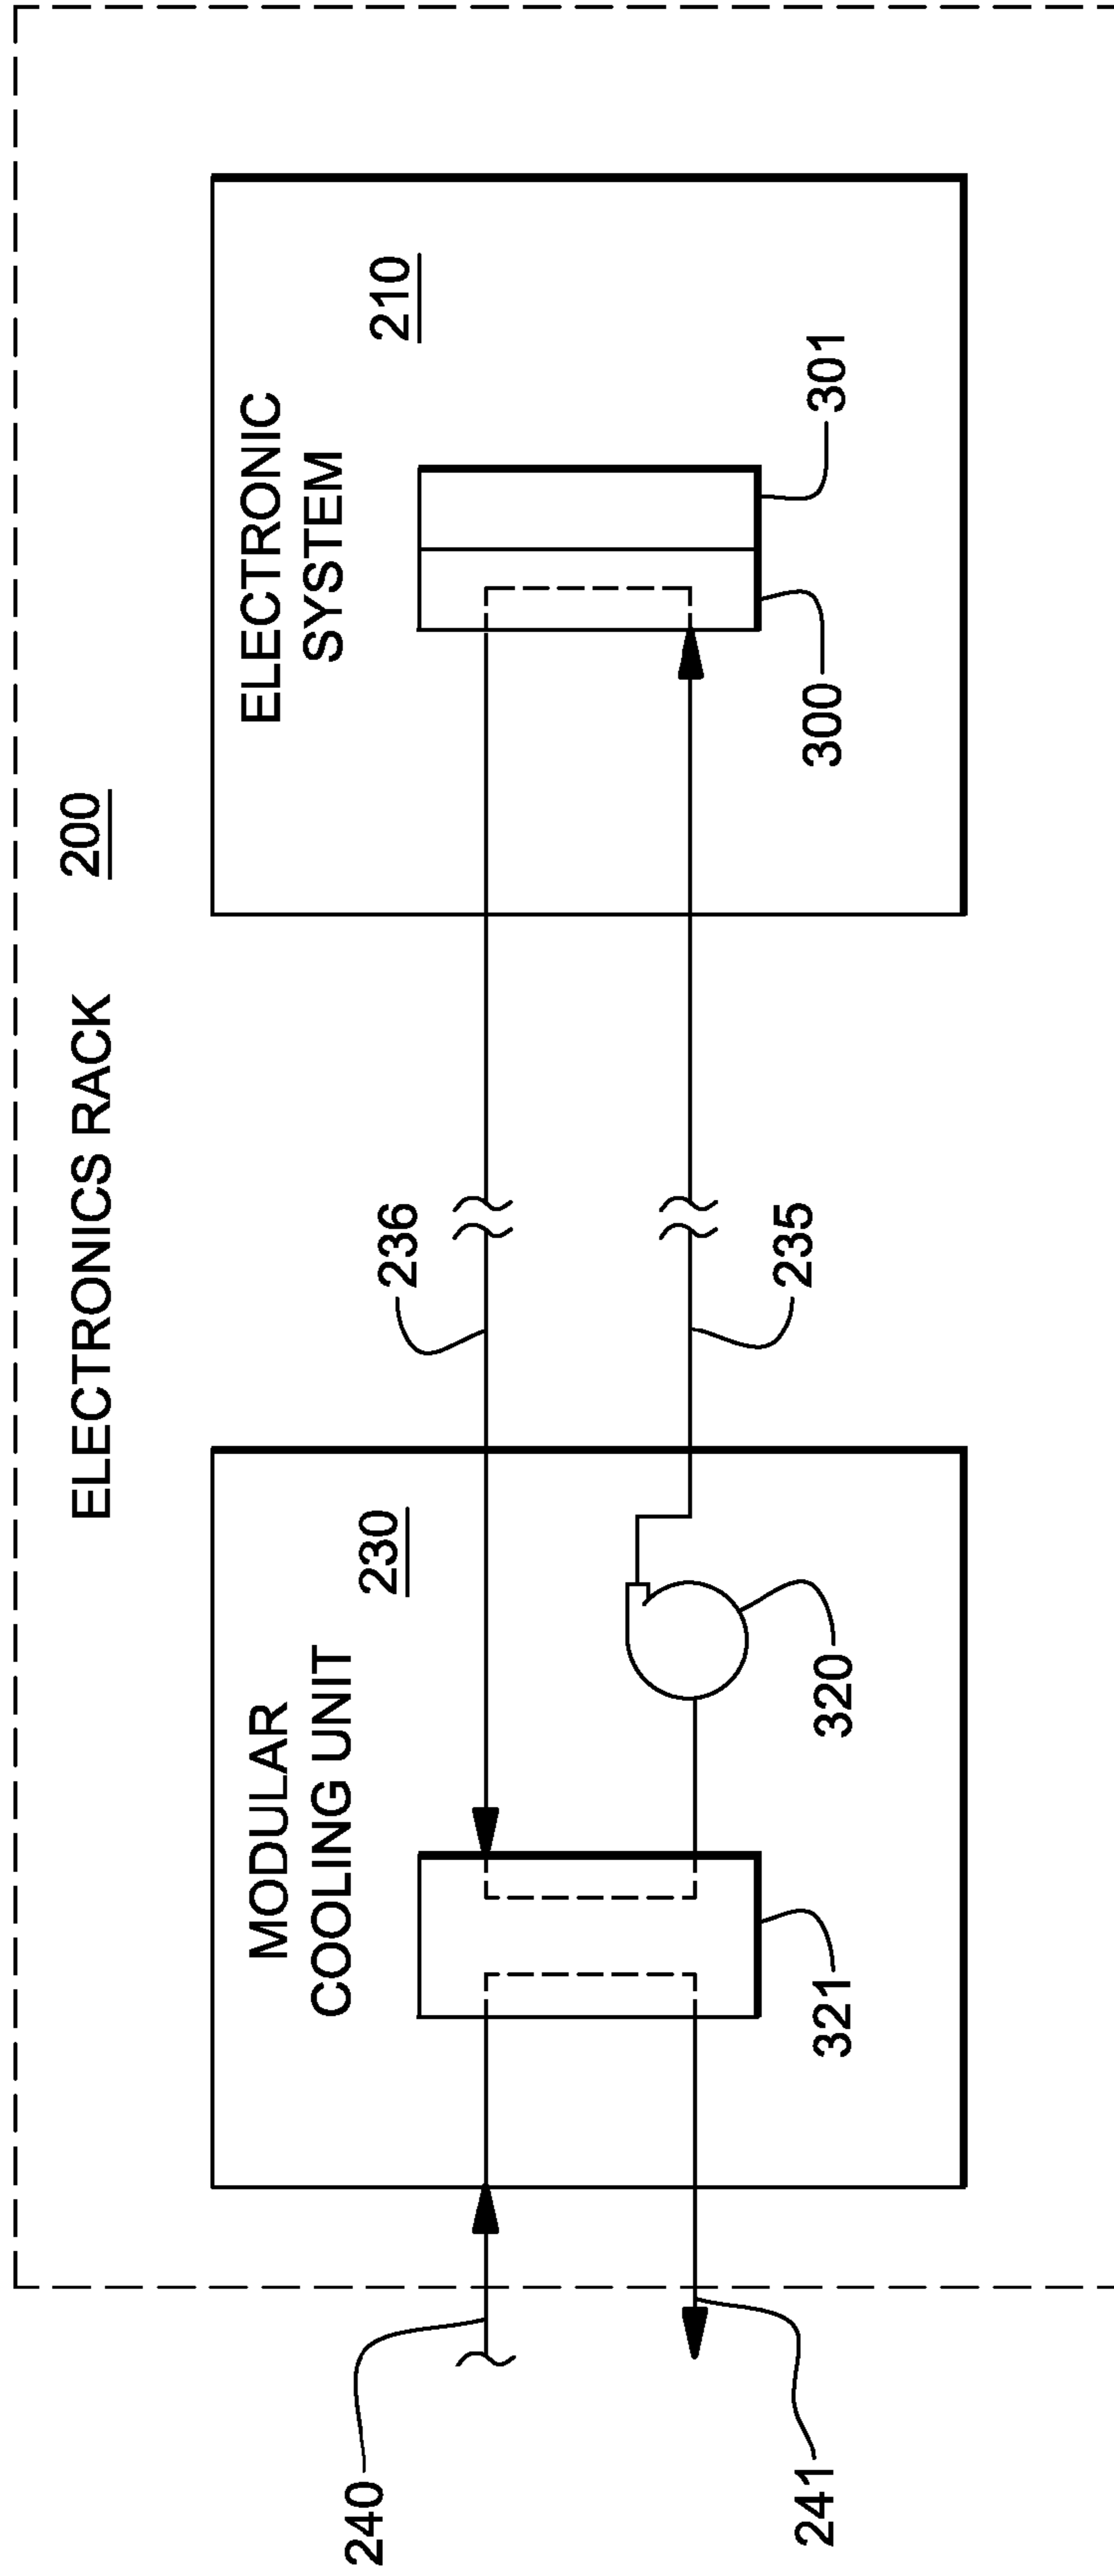 ELECTRONICS RACK 200
MODULAR
COOLING UNIT
230
ELECTRONIC
SYSTEM
210
240
241
236
235
321
320
300
301